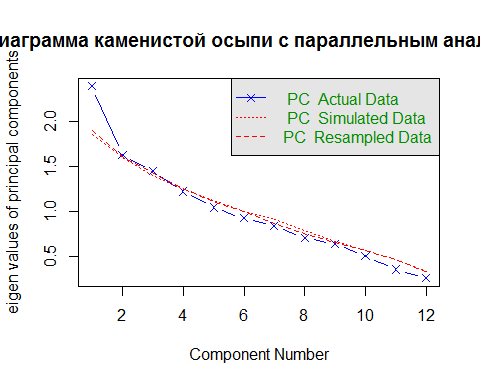 иаграмма каменистой осыпи с параллельным анал
PC Actual Data
PC Simulated Data
PC Resampled Data
eigen values of principal components
2.0
1.5
1.0
0.5
2 4 6 8 10 12
Component Number